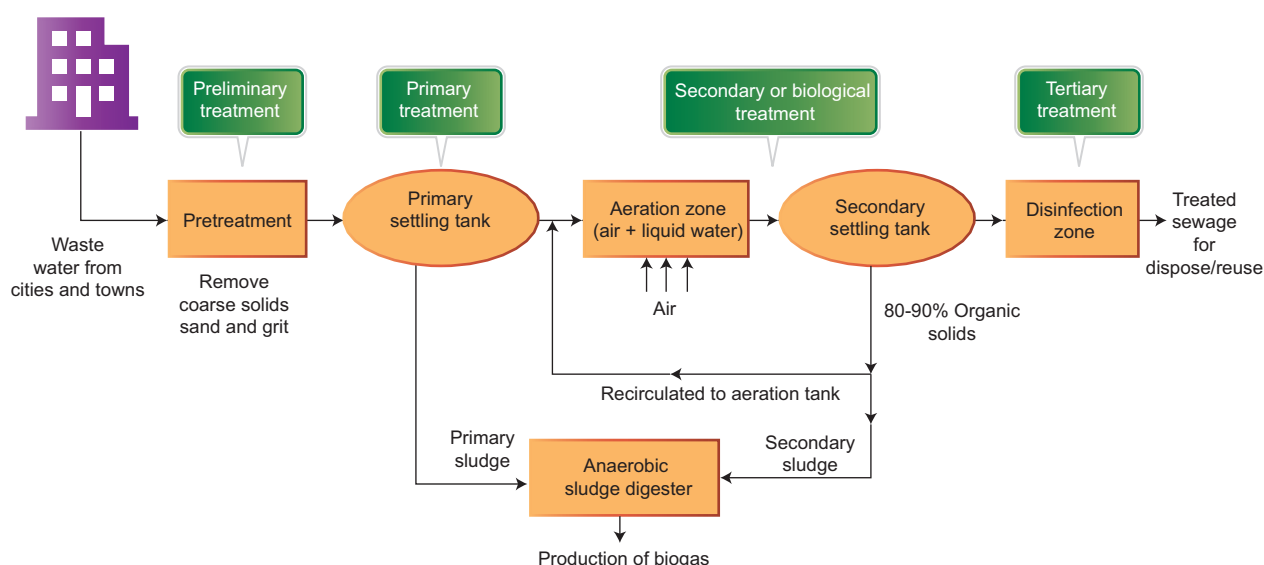 Preliminary
treatment
Primary
treatment
Secondary or biological
treatment
Tertiary
treatment
Pretreatment
Primary
settling tank
Aeration zone
(air + liquid water)
Secondary
settling tank
Disinfection
zone
Treated
sewage
for
dispose/reuse
Waste
water from
cities and towns
Remove
coarse solids
sand and grit
Air
80-90% Organic
solids
Recirculated to aeration tank
Primary
sludge
Anaerobic
sludge digester
Secondary
sludge
Production of biogas